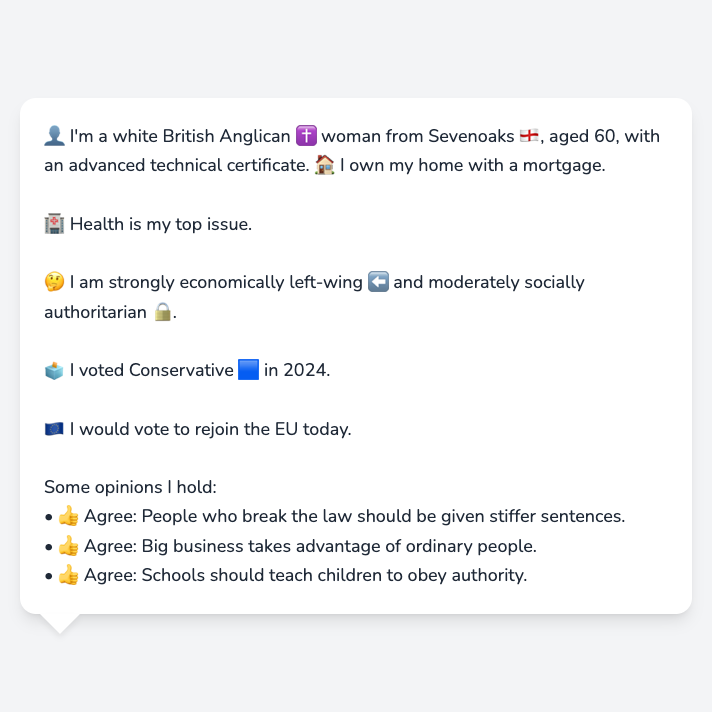 👤 I'm a white British Anglican ✝️ woman from Sevenoaks 🏴󠁧󠁢󠁥󠁮󠁧󠁿, aged 60, with
an advanced technical certificate. 🏠 I own my home with a mortgage.
🏥 Health is my top issue.
🤔 I am strongly economically left-wing ⬅️ and moderately socially
authoritarian 🔒.
🗳️ I voted Conservative 🟦 in 2024.
🇪🇺 I would vote to rejoin the EU today.
Some opinions I hold:
• 👍 Agree: People who break the law should be given stiffer sentences.
• 👍 Agree: Big business takes advantage of ordinary people.
• 👍 Agree: Schools should teach children to obey authority.